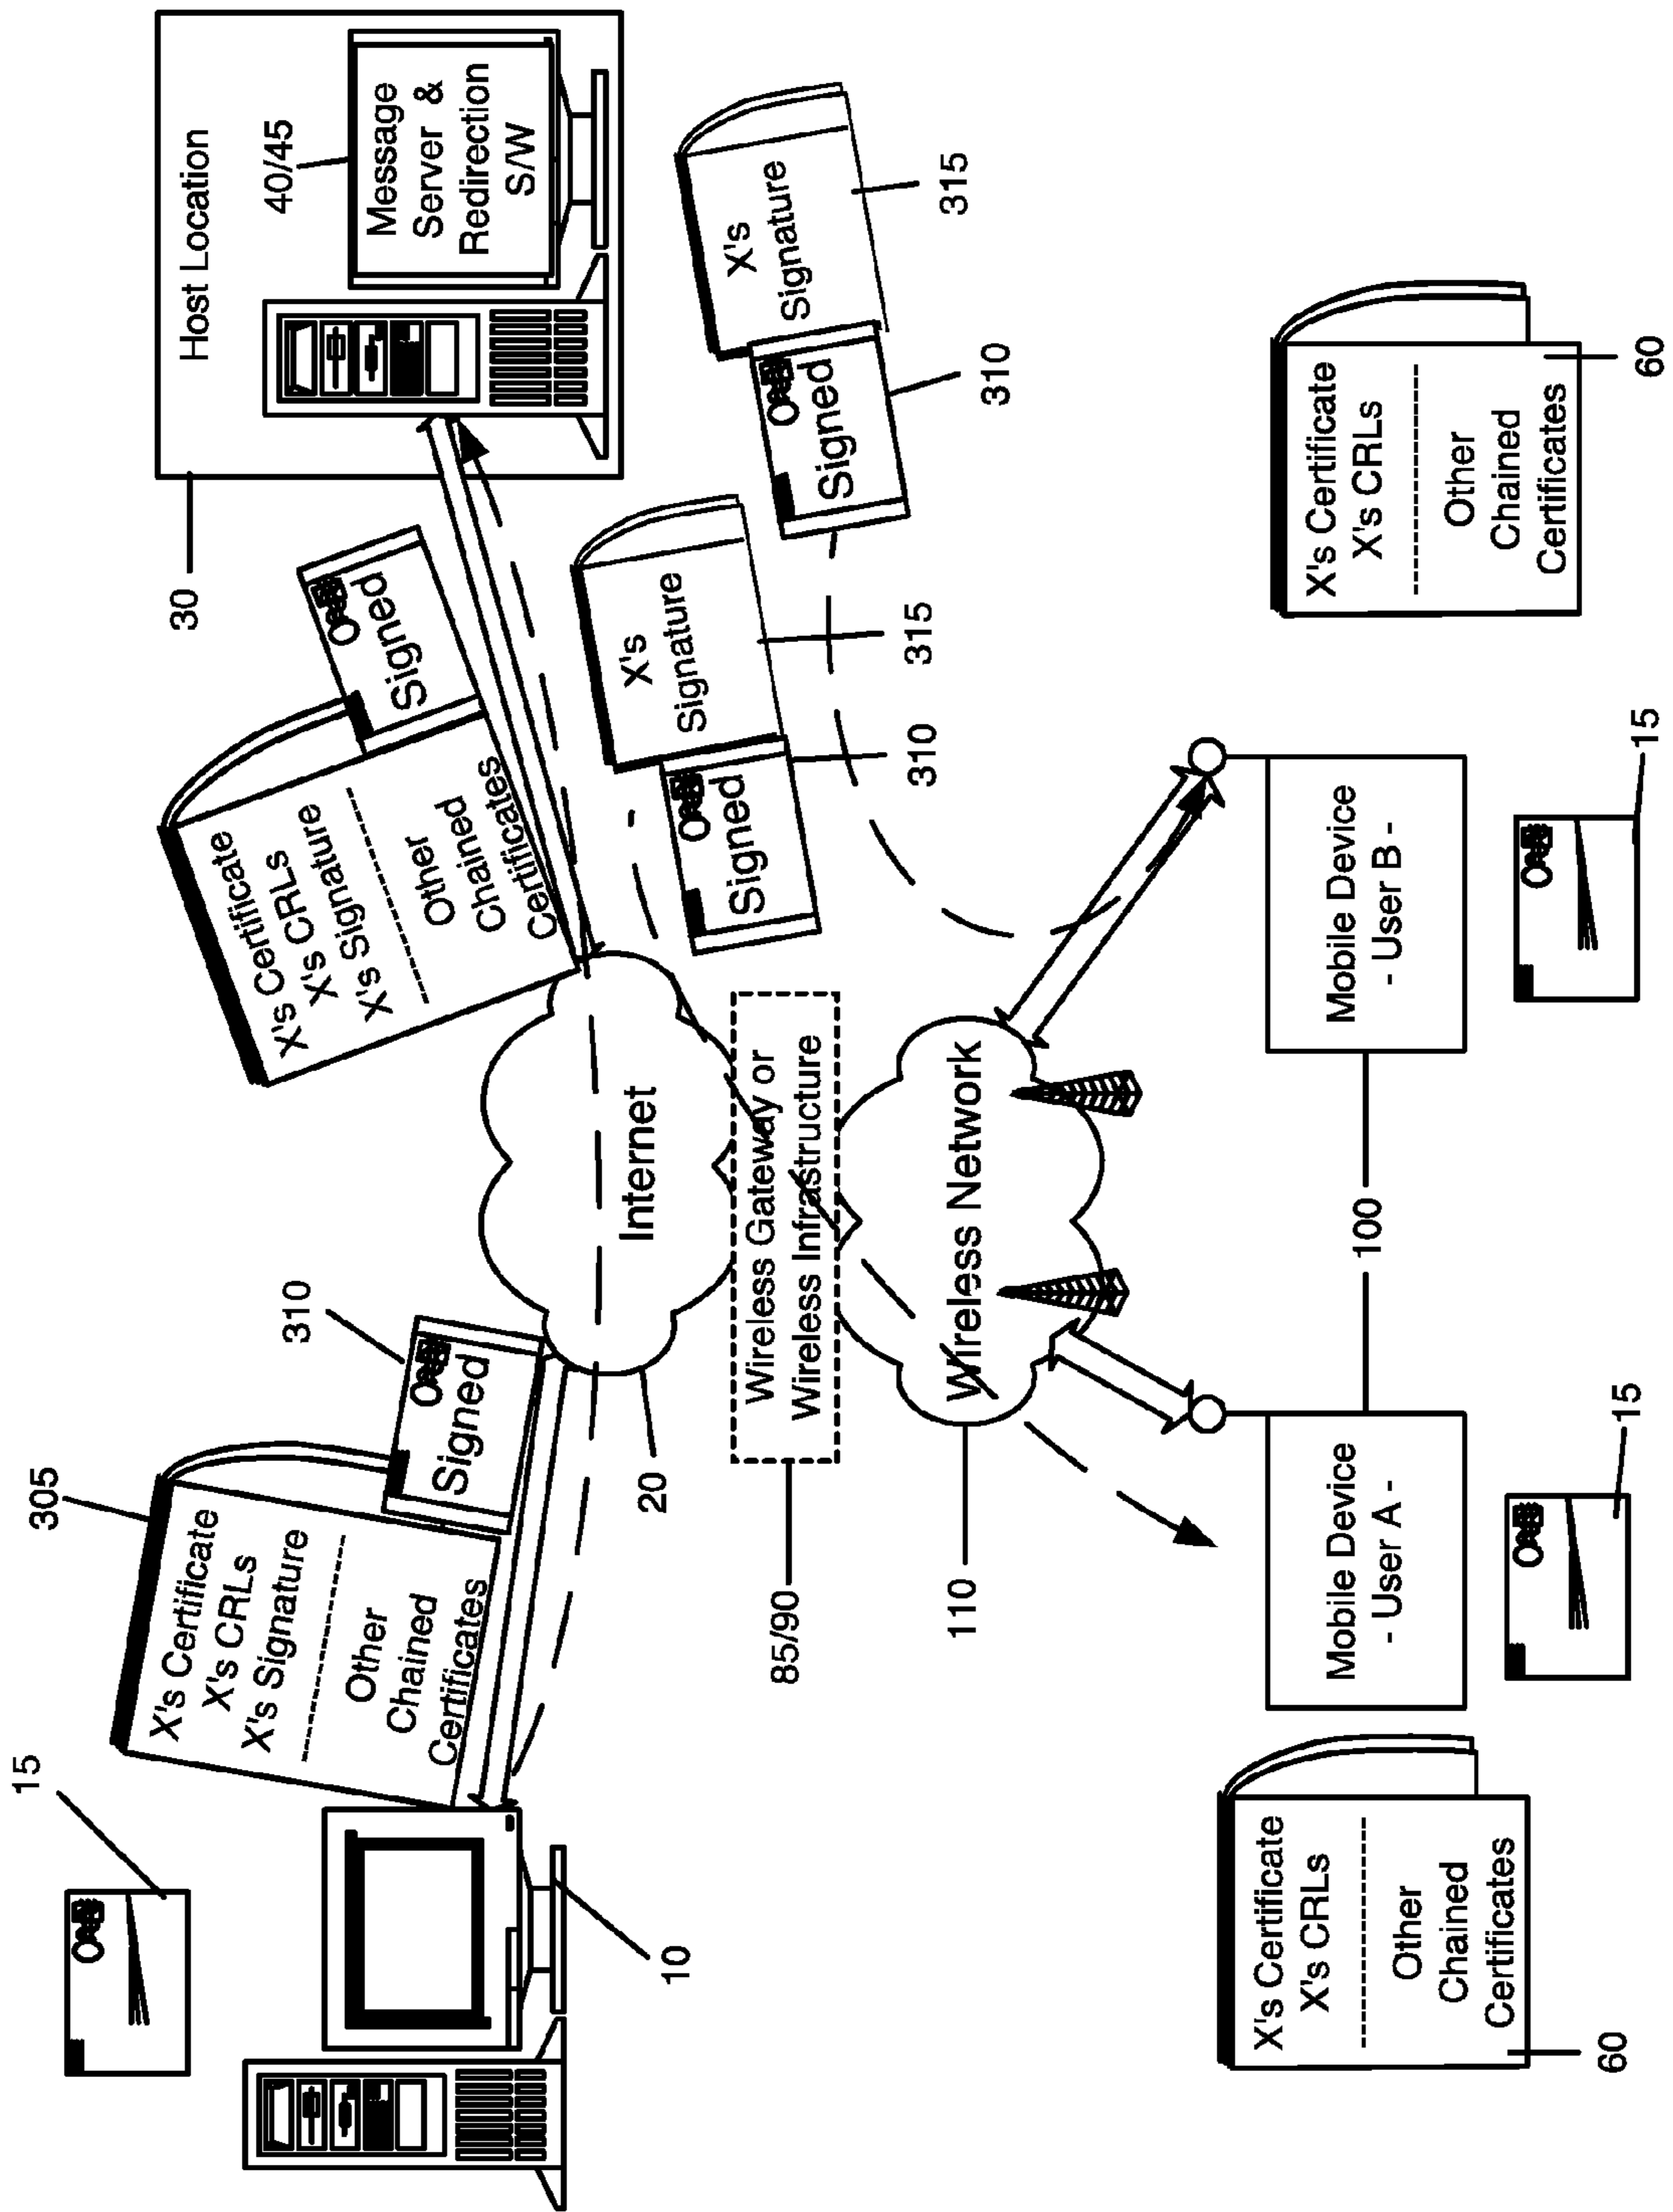 15
305
X's Certificate
X's CRLs
X's Signature
Other
Chained
Certificates
310
Signed
10
20
Internet
X's Certificate
X's CRLs
X's Signature
Other
Chained
Certificates
Signed
30
Host Location
40/45
Message
Server &
Redirection
S/W
X's
Signature
315
Signed
310
X's
Signature
315
Signed
310
85/90
Wireless Gateway or
Wireless Infrastructure
110
Wireless Network
X's Certificate
X's CRLs
Other
Chained
Certificates
60
Mobile Device
- User A -
15
100
Mobile Device
- User B -
15
X's Certificate
X's CRLs
Other
Chained
Certificates
60